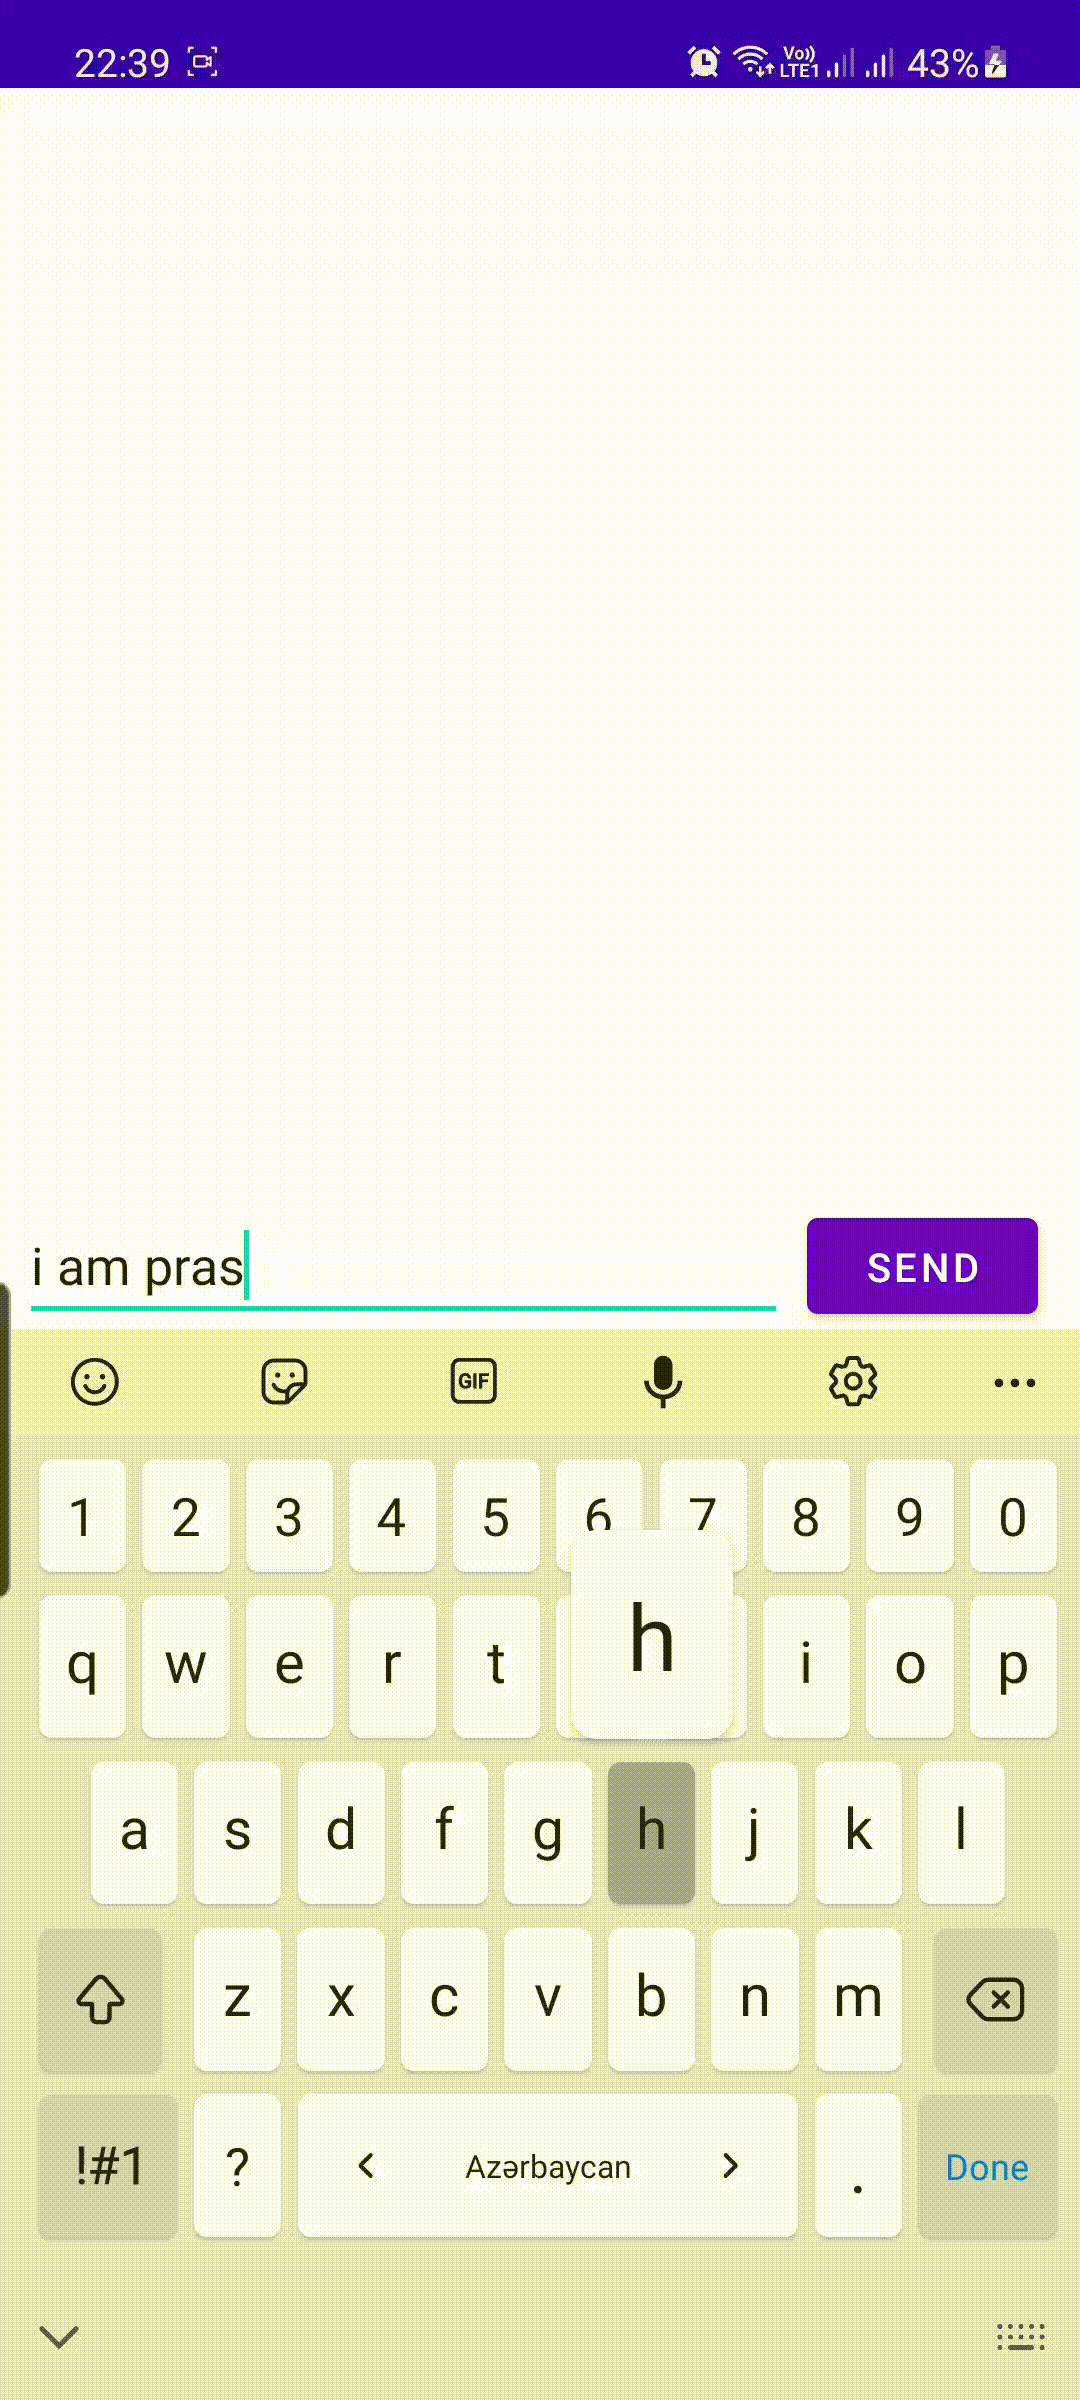 22:39 Vo)) LTE1 43%
i am pras SEND
GIF
1 2 3 4 5 6 7 8 9 0
h
q w e r t i o p
a s d f g h j k l
z x c v b n m
!#1 ? < Azərbaycan > . Done